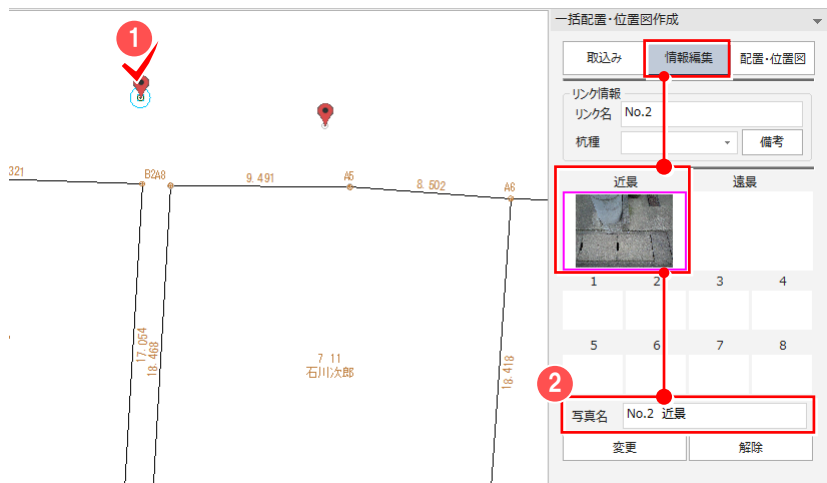 一括配置・位置図作成
取込み 情報編集 配置・位置図
リンク情報
リンク名 No.2
杭種 備考
近景 遠景
1 2 3 4
5 6 7 8
写真名 No.2 近景
変更 解除
1
2
321 B2A8 9.491 A5 8.502 A6
17.054
18.468
18.418
7 11
石川次郎